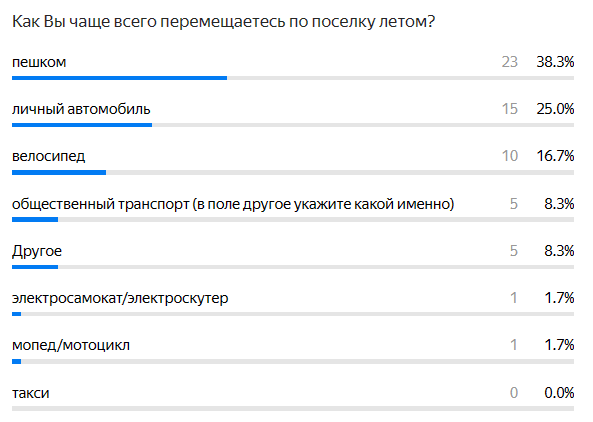 Как Вы чаще всего перемещаетесь по поселку летом?
пешком 23 38.3%
личный автомобиль 15 25.0%
велосипед 10 16.7%
общественный транспорт (в поле другое укажите какой именно) 5 8.3%
Другое 5 8.3%
электросамокат/электроскутер 1 1.7%
мопед/мотоцикл 1 1.7%
такси 0 0.0%